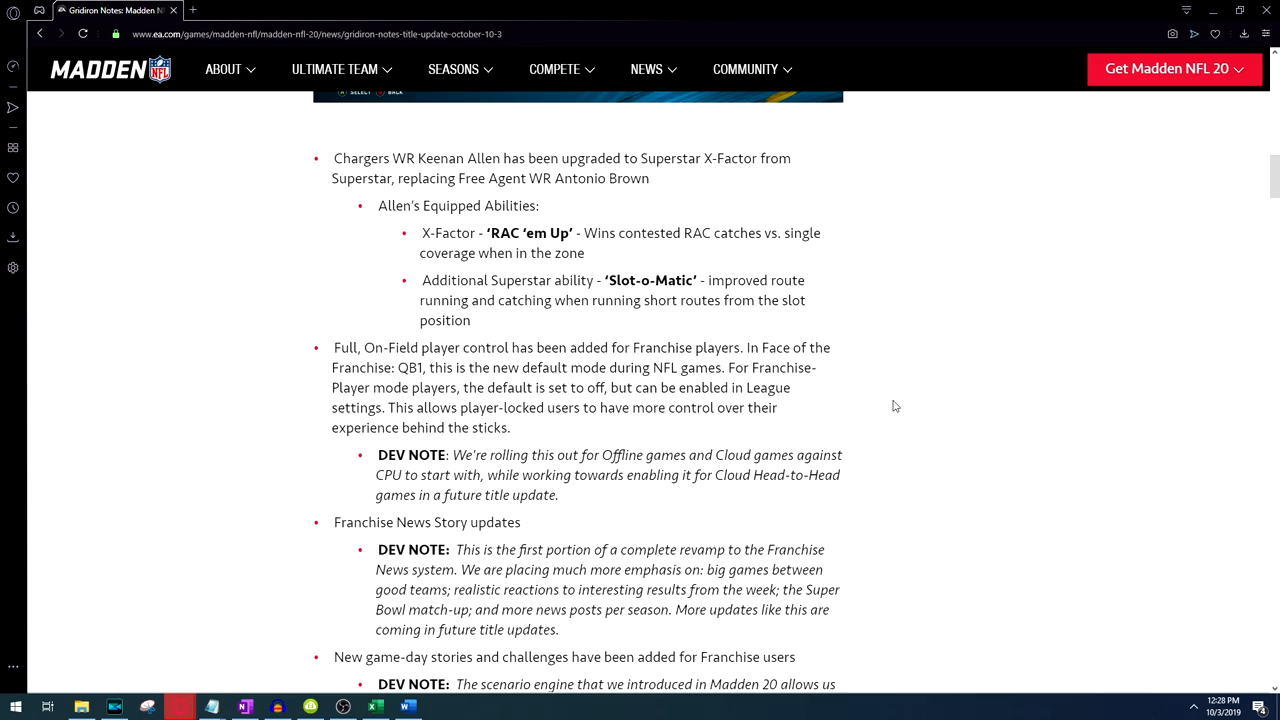 Gridiron Notes: Madden N
www.ea.com/games/madden-nfl/madden-nfl-20/news/gridiron-notes-title-update-october-10-3
MADDEN NFL
ABOUT
ULTIMATE TEAM
SEASONS
COMPETE
NEWS
COMMUNITY
Get Madden NFL 20
SELECT BACK
Chargers WR Keenan Allen has been upgraded to Superstar X-Factor from
Superstar, replacing Free Agent WR Antonio Brown
Allen's Equipped Abilities:
X-Factor - ‘RAC ‘em Up’ - Wins contested RAC catches vs. single
coverage when in the zone
Additional Superstar ability - ‘Slot-o-Matic’ - improved route
running and catching when running short routes from the slot
position
Full, On-Field player control has been added for Franchise players. In Face of the
Franchise: QB1, this is the new default mode during NFL games. For Franchise-
Player mode players, the default is set to off, but can be enabled in League
settings. This allows player-locked users to have more control over their
experience behind the sticks.
DEV NOTE: We're rolling this out for Offline games and Cloud games against
CPU to start with, while working towards enabling it for Cloud Head-to-Head
games in a future title update.
Franchise News Story updates
DEV NOTE: This is the first portion of a complete revamp to the Franchise
News system. We are placing much more emphasis on: big games between
good teams; realistic reactions to interesting results from the week; the Super
Bowl match-up; and more news posts per season. More updates like this are
coming in future title updates.
New game-day stories and challenges have been added for Franchise users
DEV NOTE: The scenario engine that we introduced in Madden 20 allows us
12:28 PM
10/3/2019
4